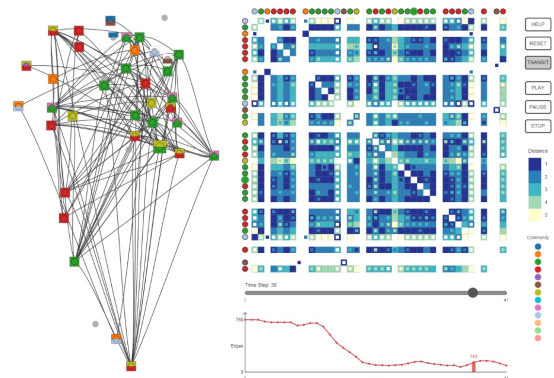 HELP
RESET
TRANSIT
PLAY
PAUSE
STOP
Distance
1
2
3
4
5
Community
Time Step: 36
1
41
Edges
0
142